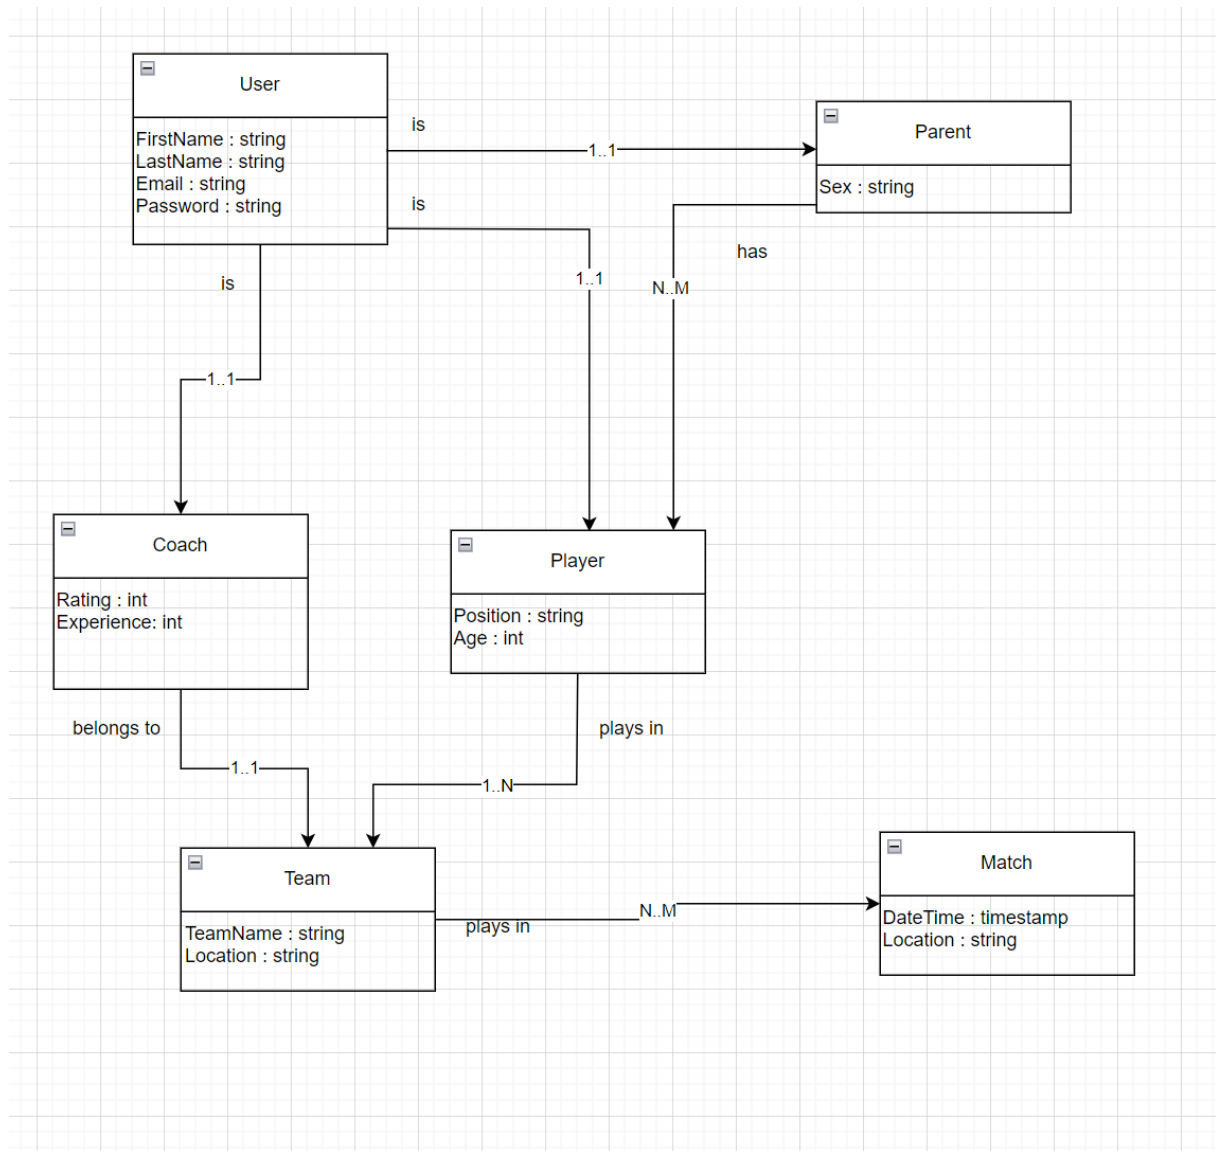 User
FirstName : string
LastName : string
Email : string
Password : string
is
1..1
Parent
Sex : string
is
1..1
has
N..M
is
1..1
Coach
Rating : int
Experience: int
Player
Position : string
Age : int
belongs to
1..1
plays in
1..N
Team
TeamName : string
Location : string
plays in
N..M
Match
DateTime : timestamp
Location : string